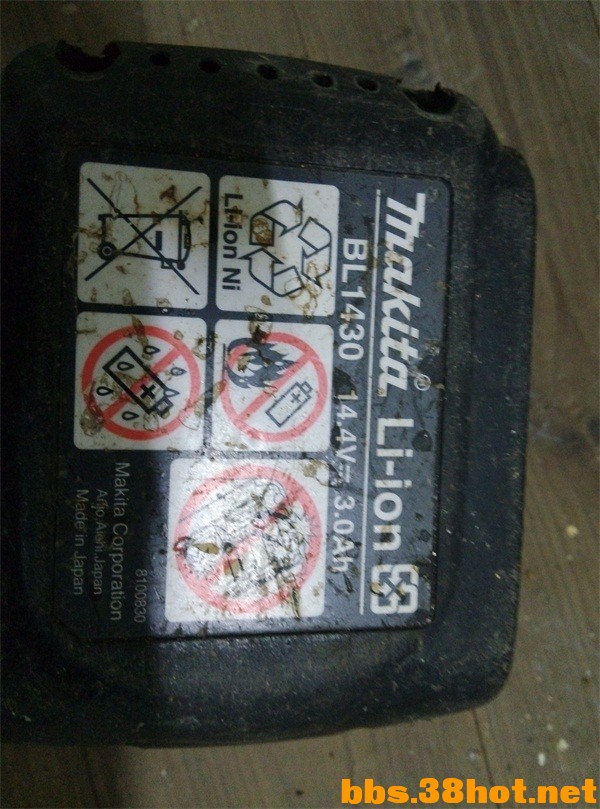 Makita® Li-ion
BL1430 14.4V⎓ 3.0Ah
Li-Ion Ni
8100830
Makita Corporation
Anjo,Aichi,Japan
Made in Japan
bbs.38hot.net